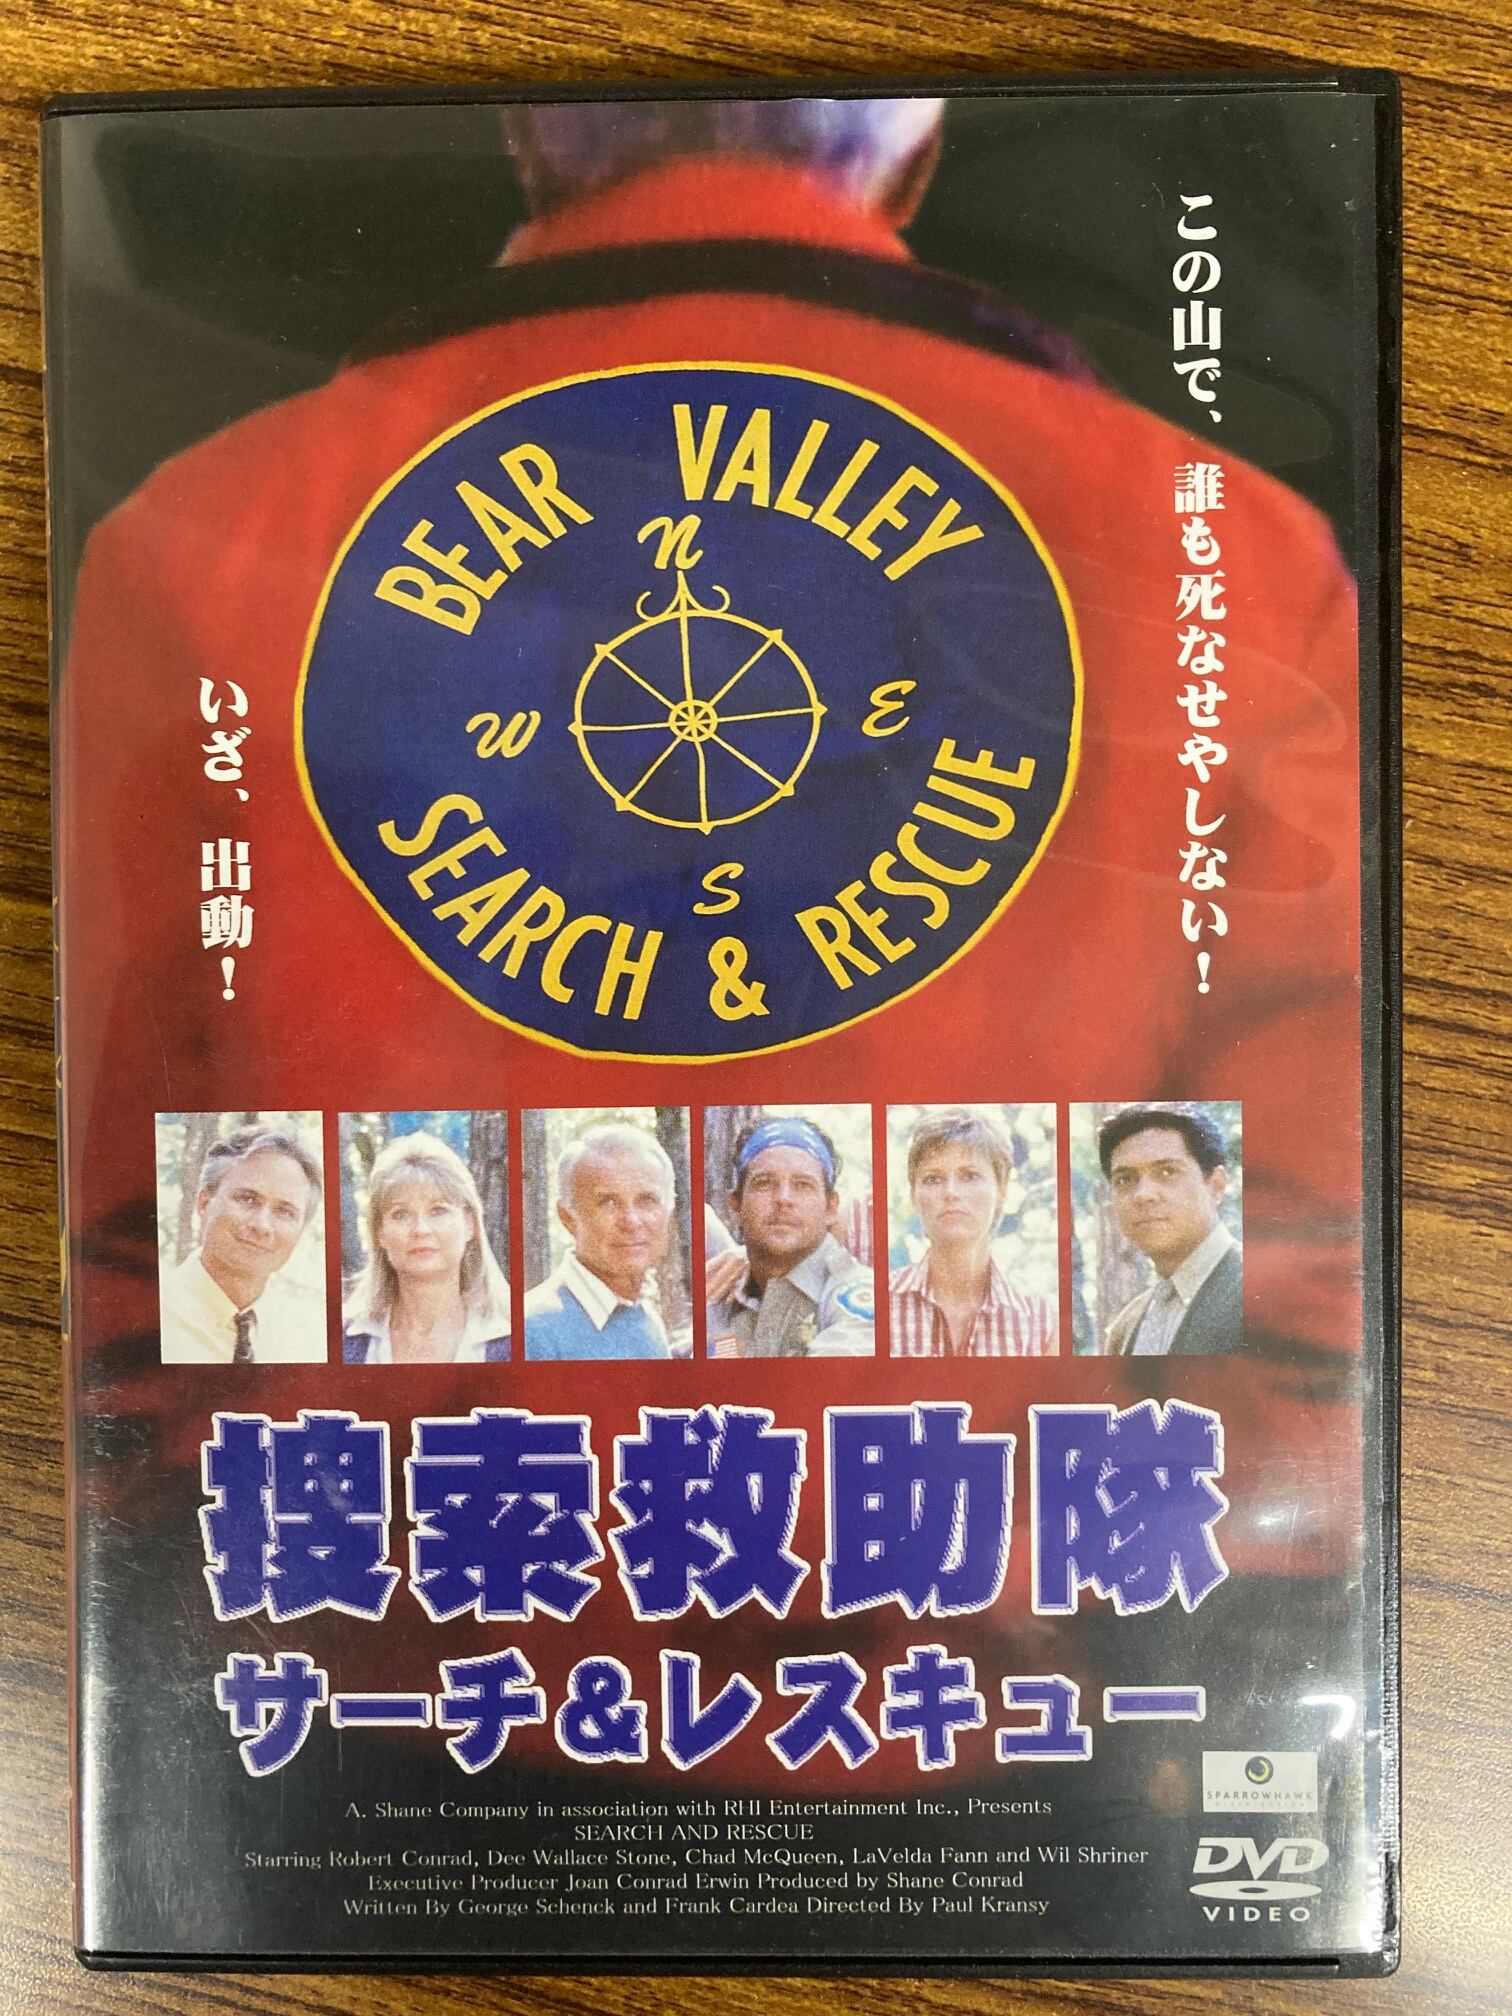 この山で、誰も死なせやしない！
いざ、出動！
BEAR VALLEY
N
W
E
S
SEARCH & RESCUE
捜索救助隊
サーチ&レスキュー
SPARROWHAWK
A. Shane Company in association with RHI Entertainment Inc., Presents
SEARCH AND RESCUE
Starring Robert Conrad, Dee Wallace Stone, Chad McQueen, LaVelda Fann and Wil Shriner
Executive Producer Joan Conrad Erwin Produced by Shane Conrad
Written By George Schenck and Frank Cardea Directed By Paul Kransy
DVD
VIDEO